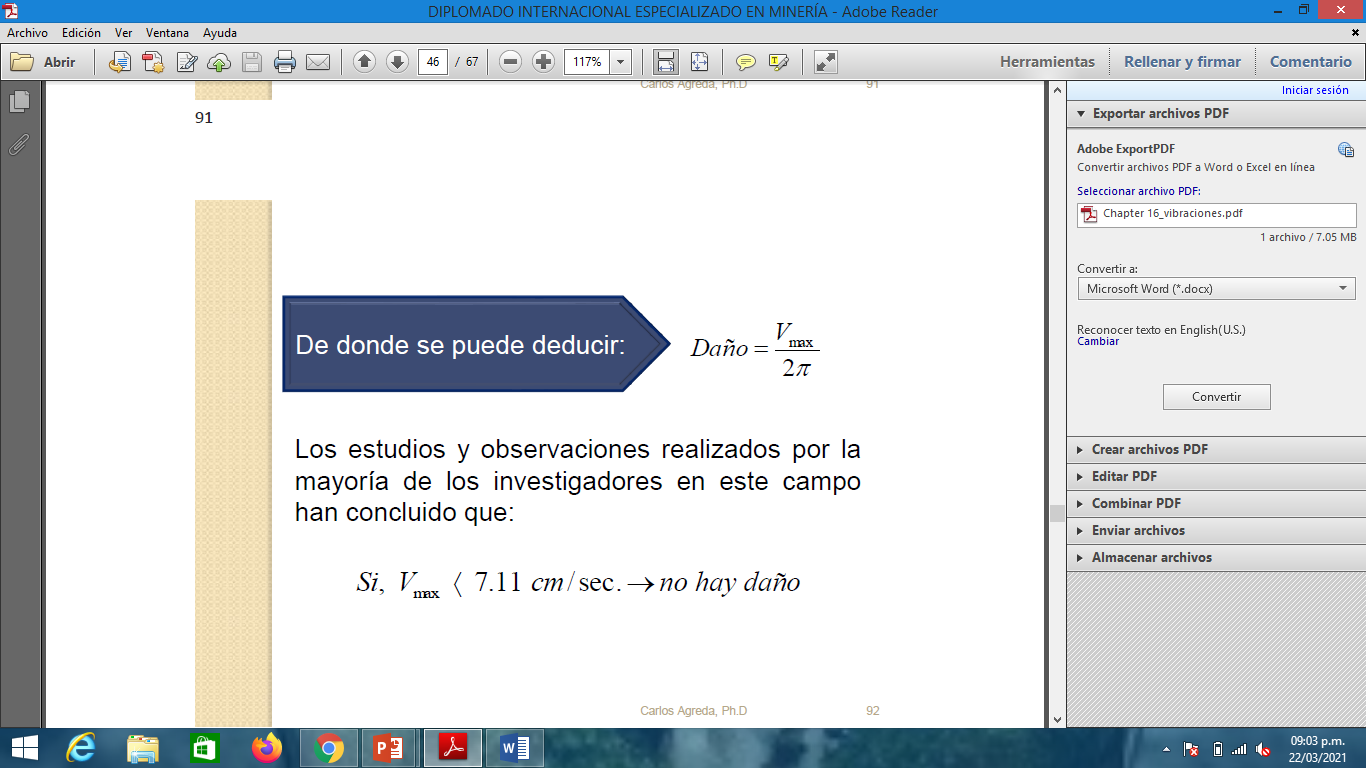 DIPLOMADO INTERNACIONAL ESPECIALIZADO EN MINERÍA - Adobe Reader
Archivo Edición Ver Ventana Ayuda
Abrir 46 / 67 117% Herramientas Rellenar y firmar Comentario
Carlos Agreda, Ph.D 91
91
De donde se puede deducir:
Daño = V_max / 2π
Los estudios y observaciones realizados por la
mayoría de los investigadores en este campo
han concluido que:
Si, V_max 〈 7.11 cm/sec. → no hay daño
Carlos Agreda, Ph.D 92
Iniciar sesión
Exportar archivos PDF
Adobe ExportPDF
Convertir archivos PDF a Word o Excel en línea
Seleccionar archivo PDF:
Chapter 16_vibraciones.pdf
1 archivo / 7.05 MB
Convertir a:
Microsoft Word (*.docx)
Reconocer texto en English(U.S.)
Cambiar
Convertir
Crear archivos PDF
Editar PDF
Combinar PDF
Enviar archivos
Almacenar archivos
09:03 p.m.
22/03/2021